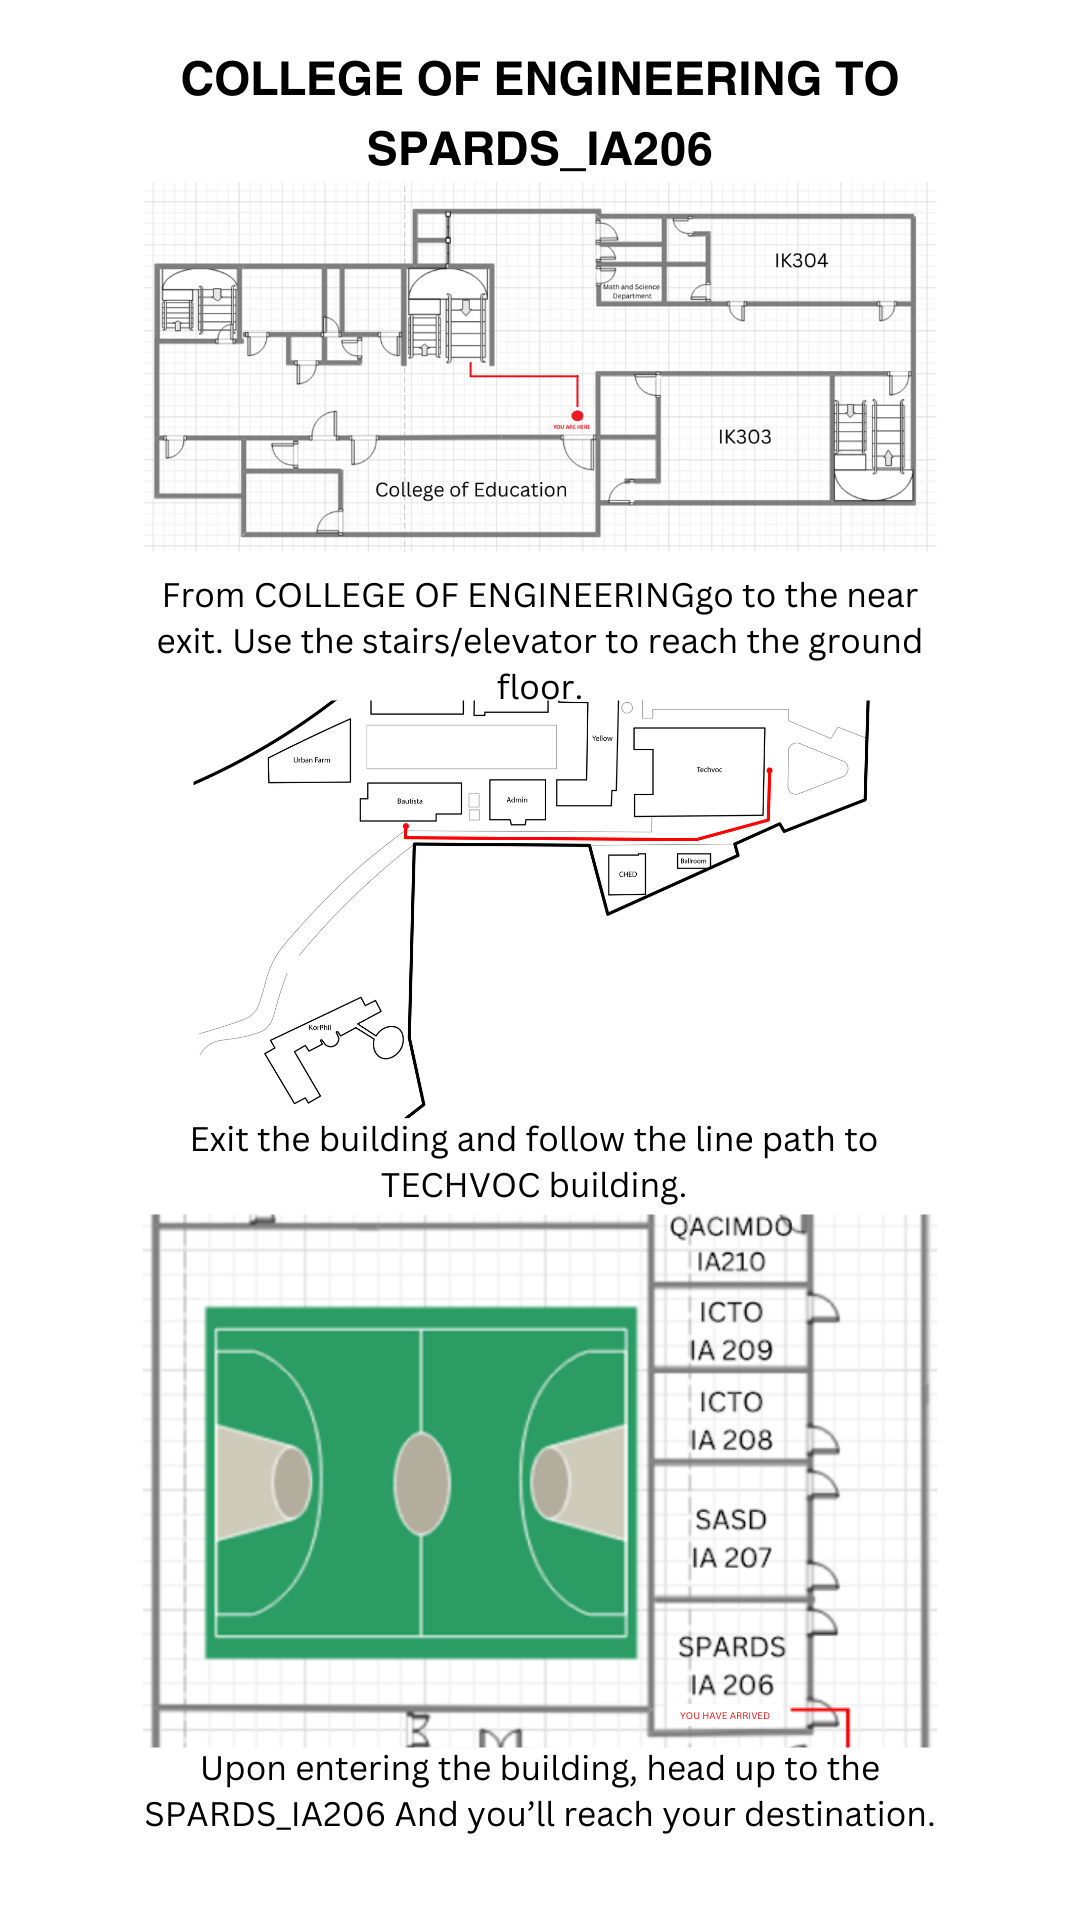 COLLEGE OF ENGINEERING TO
SPARDS_IA206
IK304
Math and Science
Department
YOU ARE HERE
IK303
College of Education
From COLLEGE OF ENGINEERINGgo to the near
exit. Use the stairs/elevator to reach the ground
floor.
Yellow
Urban Farm
Techvoc
Bautista
Admin
Ballroom
CHED
KorPhil
Exit the building and follow the line path to
TECHVOC building.
QACIMDO
IA210
ICTO
IA 209
ICTO
IA 208
SASD
IA 207
SPARDS
IA 206
YOU HAVE ARRIVED
Upon entering the building, head up to the
SPARDS_IA206 And you’ll reach your destination.